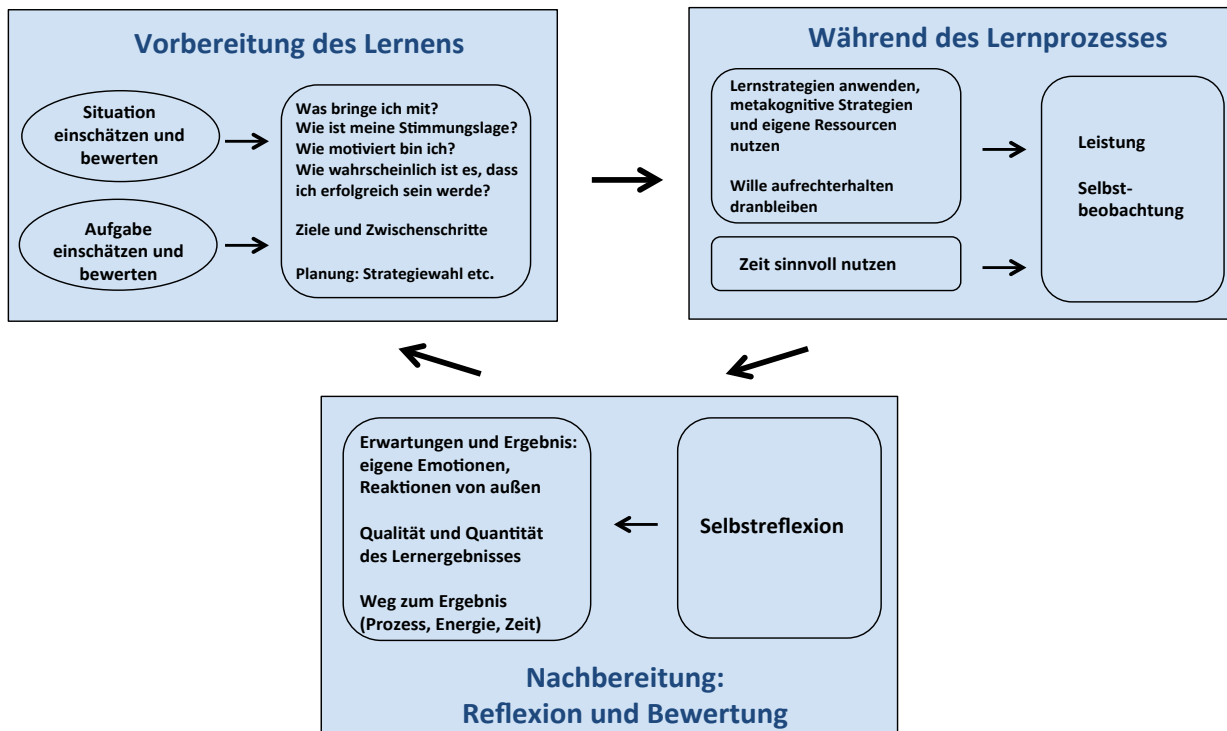 Vorbereitung des Lernens
Situation
einschätzen und
bewerten
Aufgabe
einschätzen und
bewerten
Was bringe ich mit?
Wie ist meine Stimmungslage?
Wie motiviert bin ich?
Wie wahrscheinlich ist es, dass
ich erfolgreich sein werde?
Ziele und Zwischenschritte
Planung: Strategiewahl etc.
Während des Lernprozesses
Lernstrategien anwenden,
metakognitive Strategien
und eigene Ressourcen
nutzen
Wille aufrechterhalten
dranbleiben
Zeit sinnvoll nutzen
Leistung
Selbst-
beobachtung
Erwartungen und Ergebnis:
eigene Emotionen,
Reaktionen von außen
Qualität und Quantität
des Lernergebnisses
Weg zum Ergebnis
(Prozess, Energie, Zeit)
Selbstreflexion
Nachbereitung:
Reflexion und Bewertung